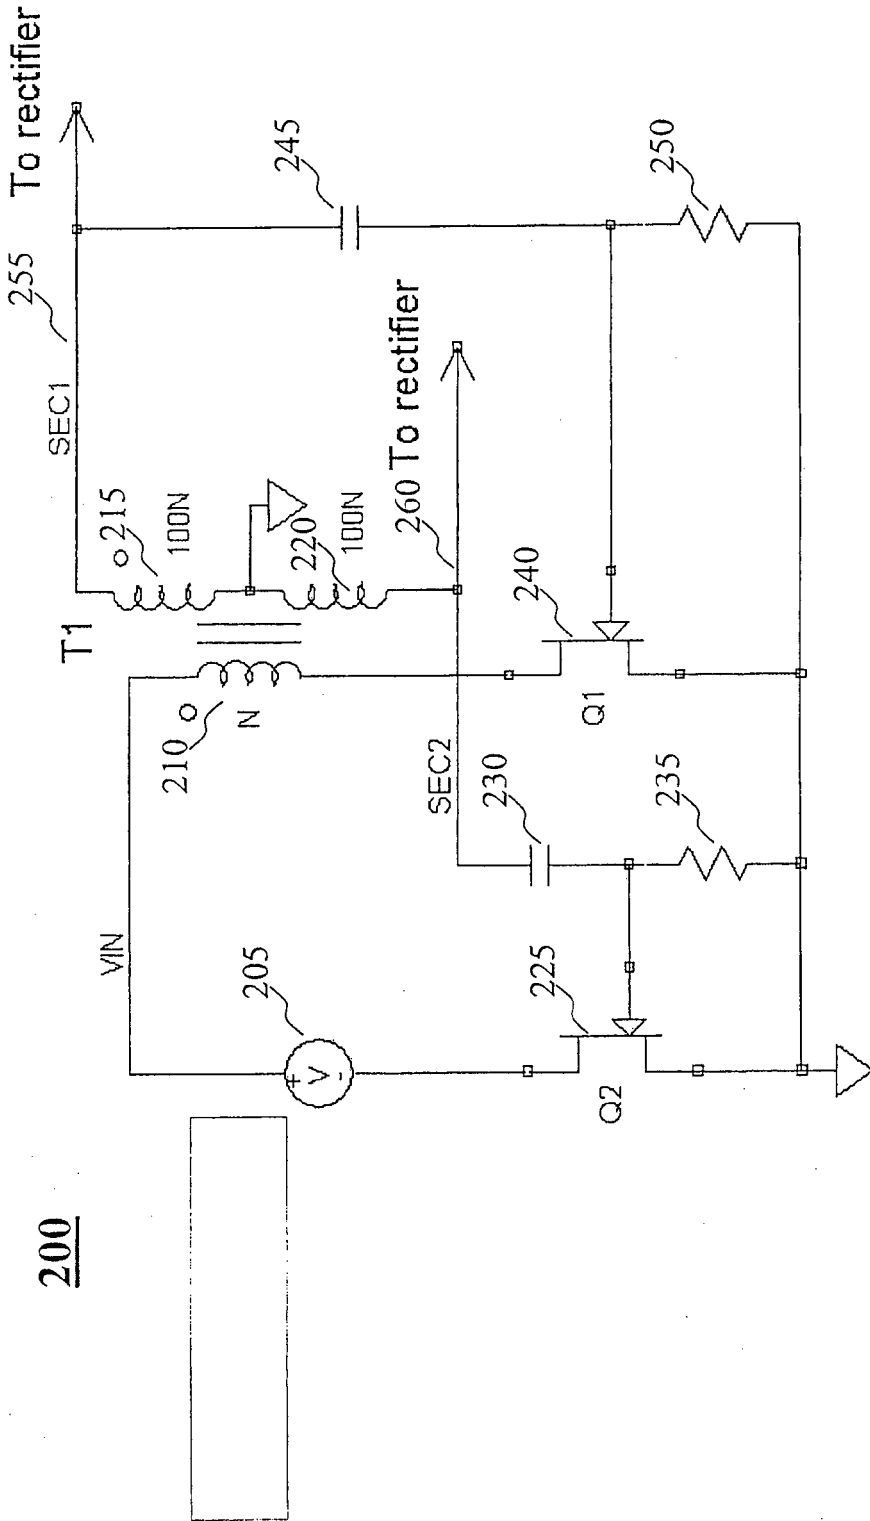 200
VIN
205
T1
210
N
215
100N
220
100N
SEC1
255
To rectifier
245
250
260 To rectifier
SEC2
230
235
225
Q2
240
Q1
V
+
-